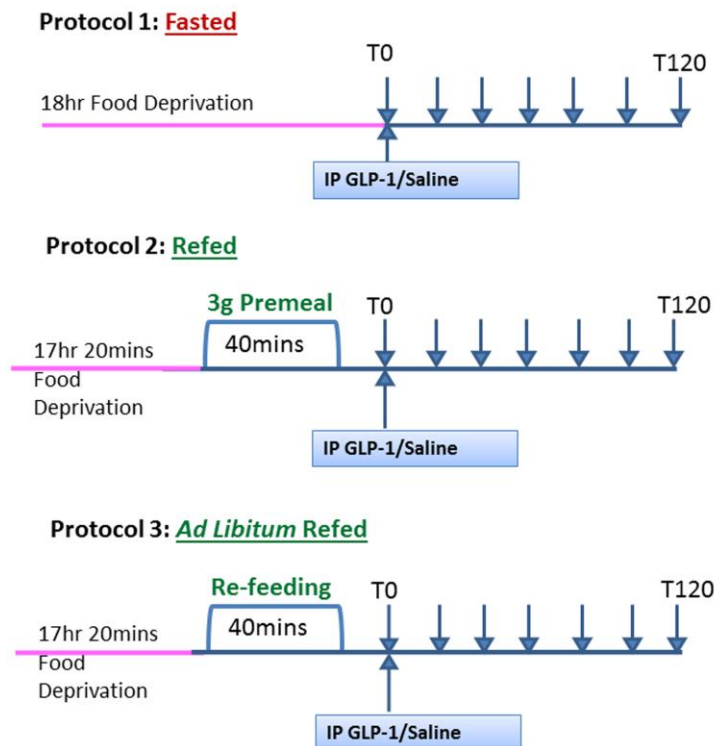 Protocol 1: Fasted
T0
T120
18hr Food Deprivation
IP GLP-1/Saline
Protocol 2: Refed
3g Premeal
T0
T120
40mins
17hr 20mins
Food
Deprivation
IP GLP-1/Saline
Protocol 3: Ad Libitum Refed
Re-feeding
T0
T120
40mins
17hr 20mins
Food
Deprivation
IP GLP-1/Saline